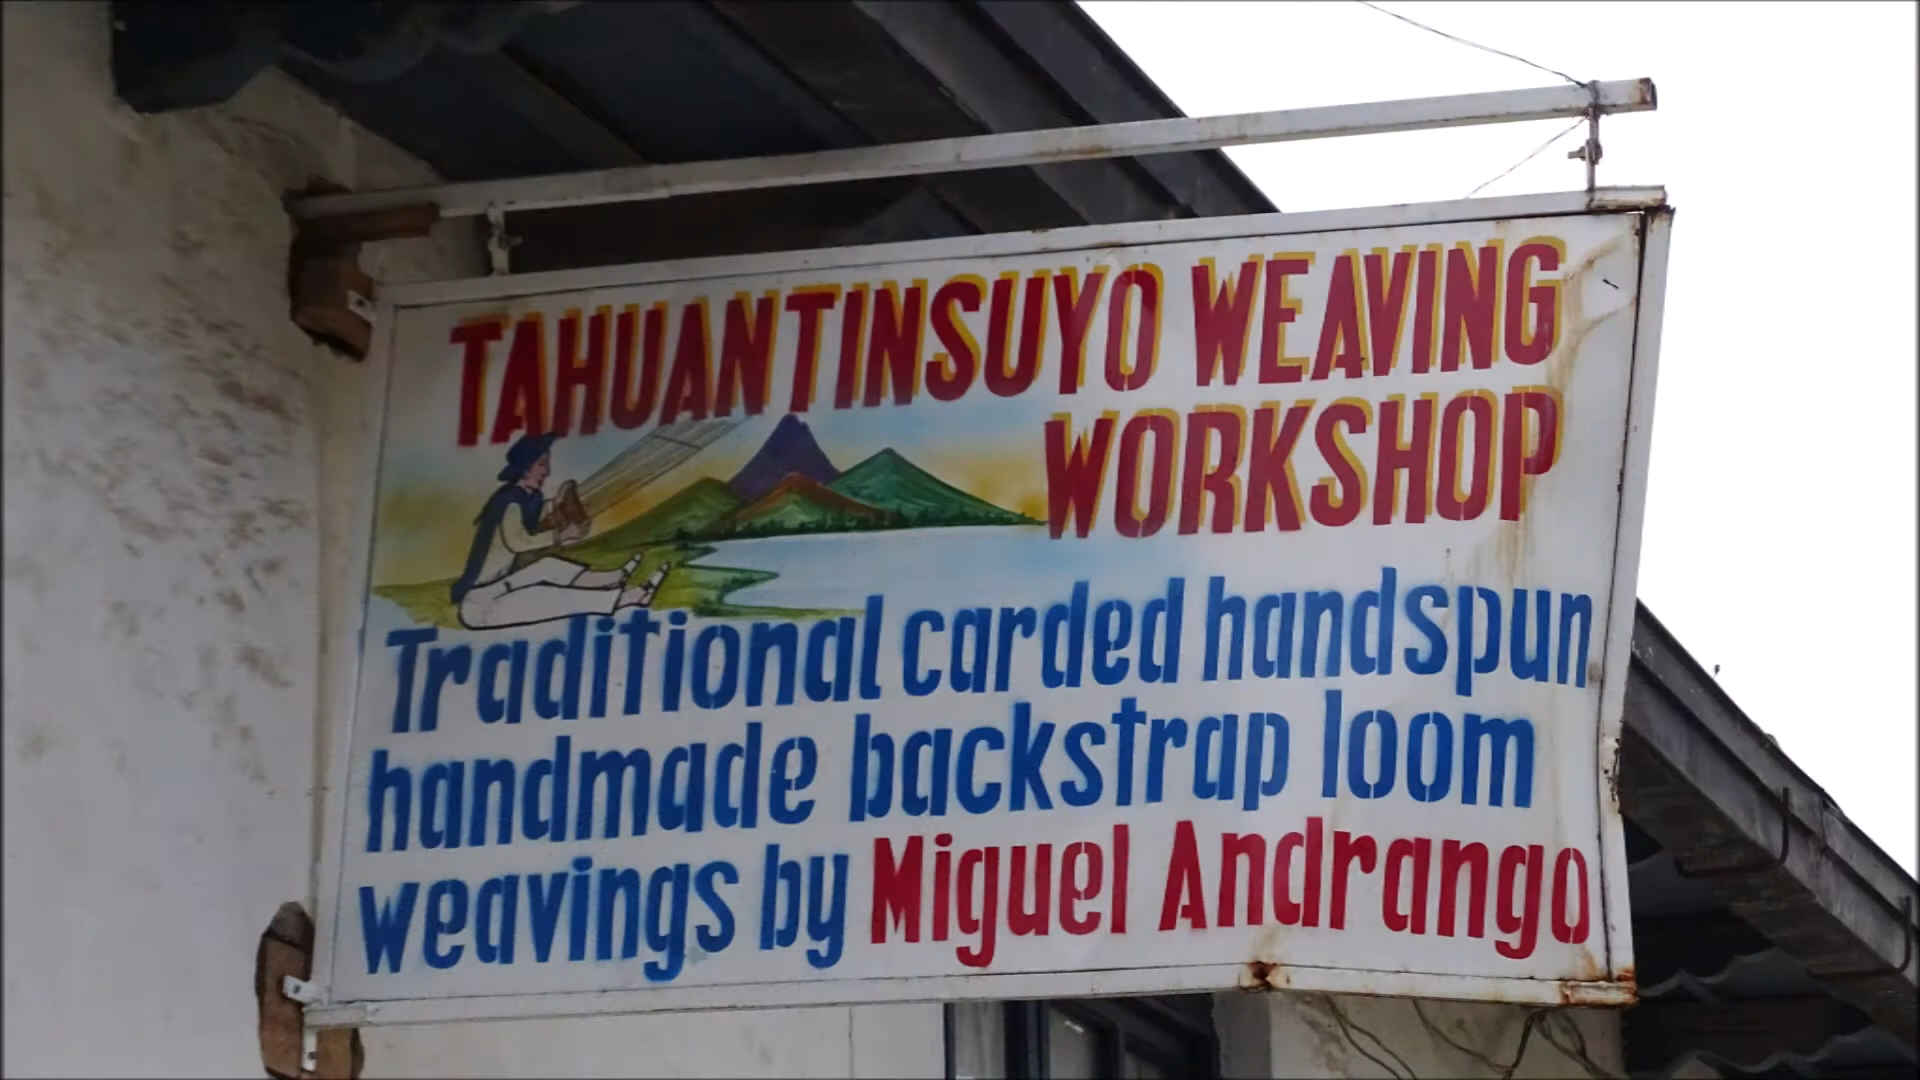 TAHUANTINSUYO WEAVING
WORKSHOP
Traditional carded handspun
handmade backstrap loom
weavings by Miguel Andrango